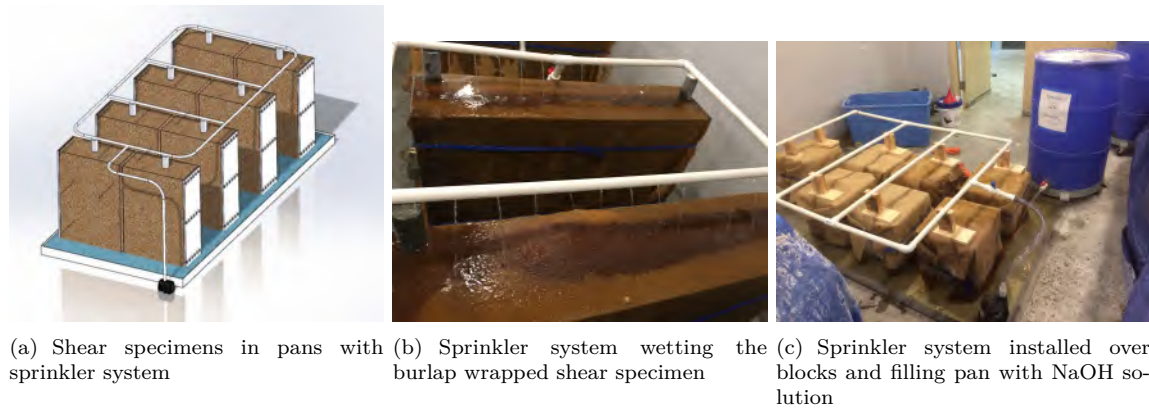 (a) Shear specimens in pans with
sprinkler system
(b) Sprinkler system wetting the
burlap wrapped shear specimen
(c) Sprinkler system installed over
blocks and filling pan with NaOH so-
lution